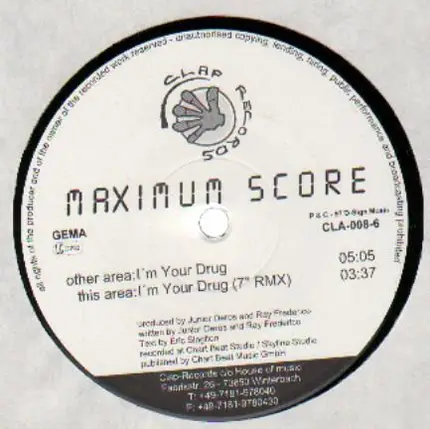 all rights of the producer and of the owner of the recorded work reserved - unauthorised copying, lending, hiring, public performance and broadcasting prohibited
CLAP RECORDS
MAXIMUM SCORE
P & C - 97 D-Sign Music
GEMA
CLA-008-6
other area:I´m Your Drug 05:05
this area:I´m Your Drug (7" RMX) 03:37
produced by Junior Deros and Ray Frederico
written by Junior Deros and Ray Frederico
Text by Eric Singlton
recorded at Chart Beat Studio / Skyline Studio
published by Chart Beat Music GmbH
Clap-Records c/o House of music
Fabrikstr. 26 - 73650 Winterbach
T: +49-7181-978040
F: +49-7181-9780430